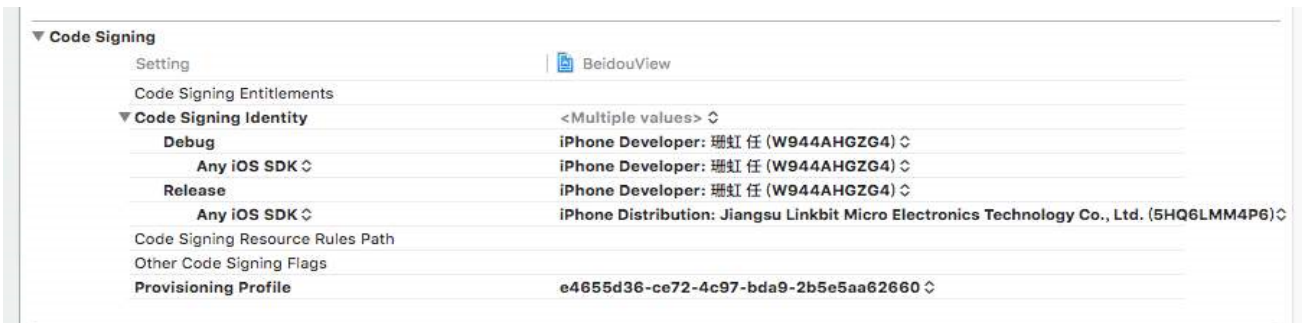 Code Signing
Setting BeidouView
Code Signing Entitlements
Code Signing Identity <Multiple values>
Debug iPhone Developer: 珊虹 任 (W944AHGZG4)
Any iOS SDK iPhone Developer: 珊虹 任 (W944AHGZG4)
Release iPhone Developer: 珊虹 任 (W944AHGZG4)
Any iOS SDK iPhone Distribution: Jiangsu Linkbit Micro Electronics Technology Co., Ltd. (5HQ6LMM4P6)
Code Signing Resource Rules Path
Other Code Signing Flags
Provisioning Profile e4655d36-ce72-4c97-bda9-2b5e5aa62660